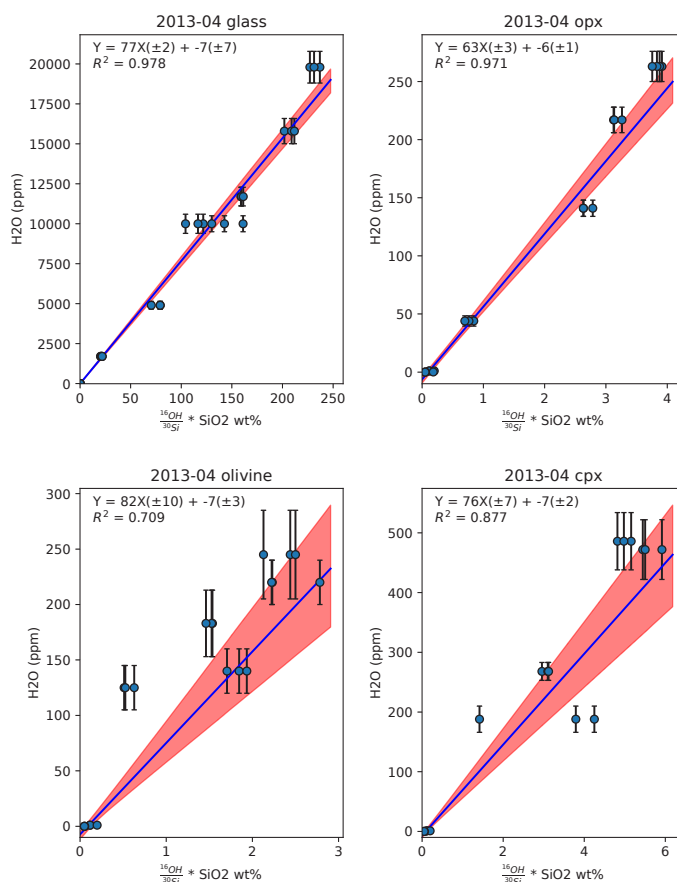 2013-04 glass
Y = 77X(±2) + -7(±7)
R² = 0.978
20000
17500
15000
12500
10000
7500
5000
2500
0
H2O (ppm)
0 50 100 150 200 250
¹⁶OH/³⁰Si * SiO2 wt%
2013-04 opx
Y = 63X(±3) + -6(±1)
R² = 0.971
250
200
150
100
50
0
H2O (ppm)
0 1 2 3 4
¹⁶OH/³⁰Si * SiO2 wt%
2013-04 olivine
Y = 82X(±10) + -7(±3)
R² = 0.709
300
250
200
150
100
50
0
H2O (ppm)
0 1 2 3
¹⁶OH/³⁰Si * SiO2 wt%
2013-04 cpx
Y = 76X(±7) + -7(±2)
R² = 0.877
500
400
300
200
100
0
H2O (ppm)
0 2 4 6
¹⁶OH/³⁰Si * SiO2 wt%